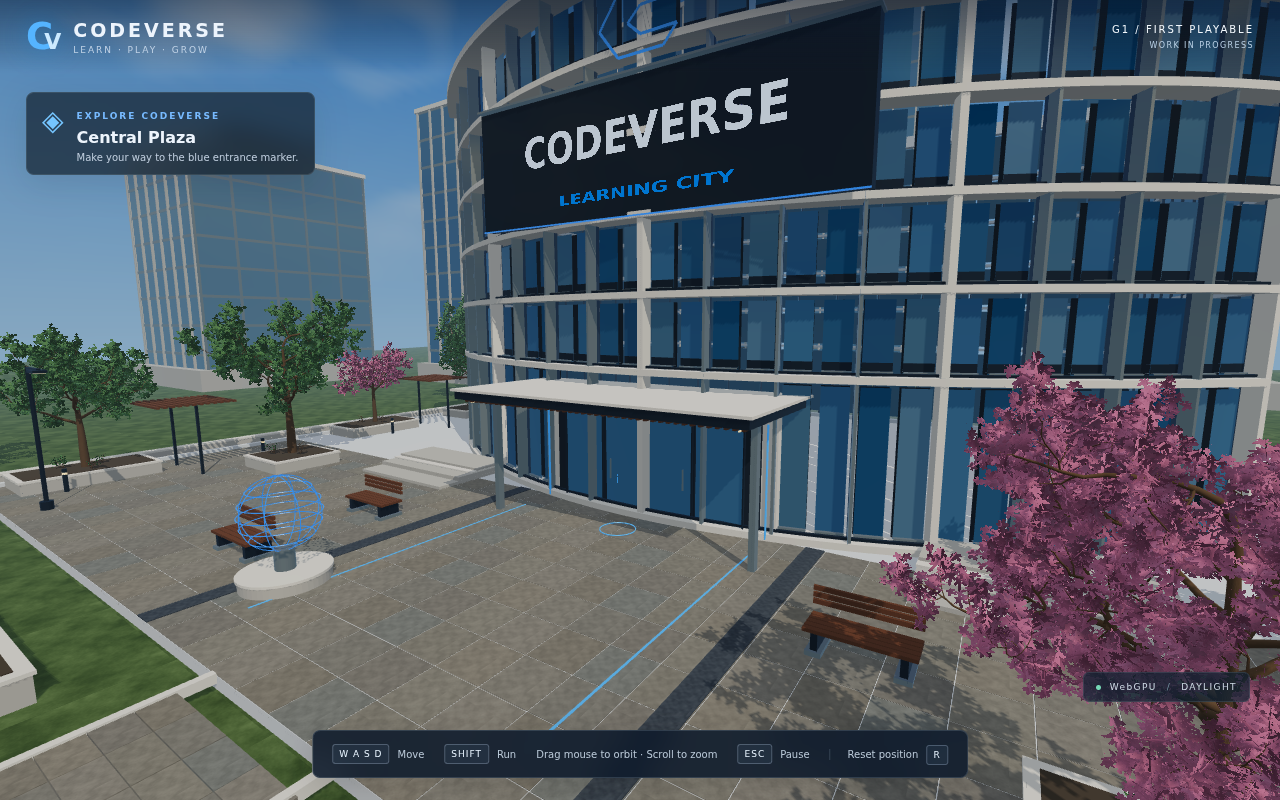 Cv CODEVERSE
LEARN · PLAY · GROW
G1 / FIRST PLAYABLE
WORK IN PROGRESS
EXPLORE CODEVERSE
Central Plaza
Make your way to the blue entrance marker.
CODEVERSE
LEARNING CITY
WebGPU / DAYLIGHT
W A S D Move SHIFT Run Drag mouse to orbit · Scroll to zoom ESC Pause | Reset position R